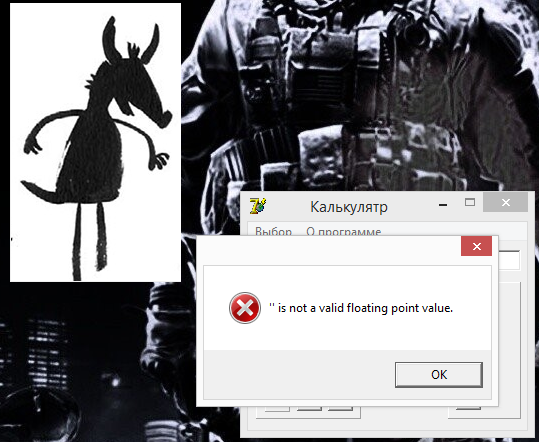 Калькулятр
Выбор О программе
'' is not a valid floating point value.
OK